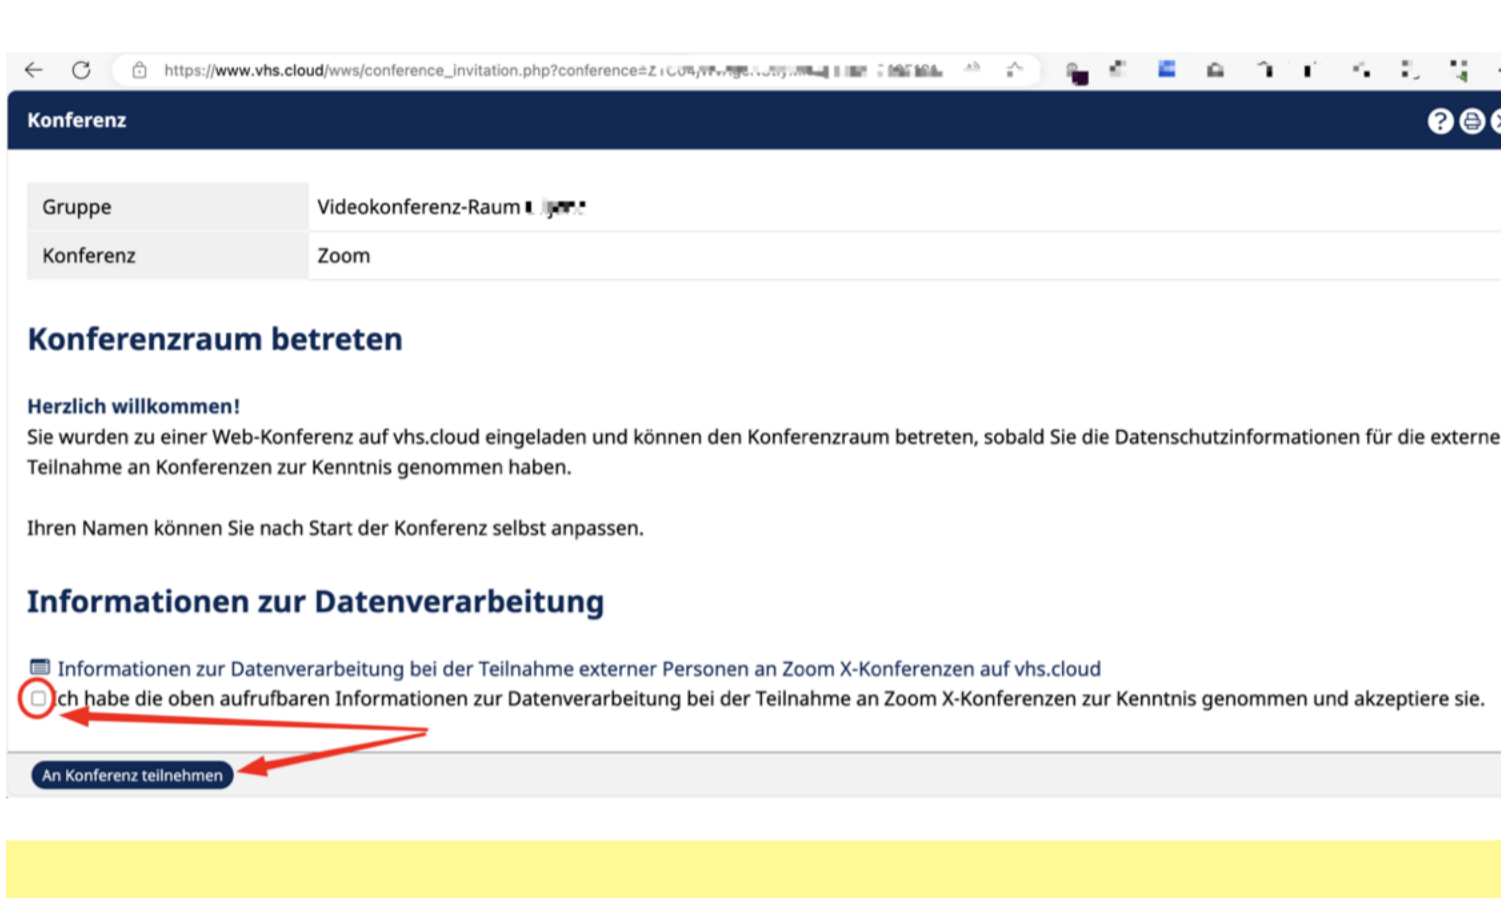 https://www.vhs.cloud/wws/conference_invitation.php?conference=
Konferenz
Gruppe Videokonferenz-Raum
Konferenz Zoom
Konferenzraum betreten
Herzlich willkommen!
Sie wurden zu einer Web-Konferenz auf vhs.cloud eingeladen und können den Konferenzraum betreten, sobald Sie die Datenschutzinformationen für die externe
Teilnahme an Konferenzen zur Kenntnis genommen haben.
Ihren Namen können Sie nach Start der Konferenz selbst anpassen.
Informationen zur Datenverarbeitung
Informationen zur Datenverarbeitung bei der Teilnahme externer Personen an Zoom X-Konferenzen auf vhs.cloud
Ich habe die oben aufrufbaren Informationen zur Datenverarbeitung bei der Teilnahme an Zoom X-Konferenzen zur Kenntnis genommen und akzeptiere sie.
An Konferenz teilnehmen